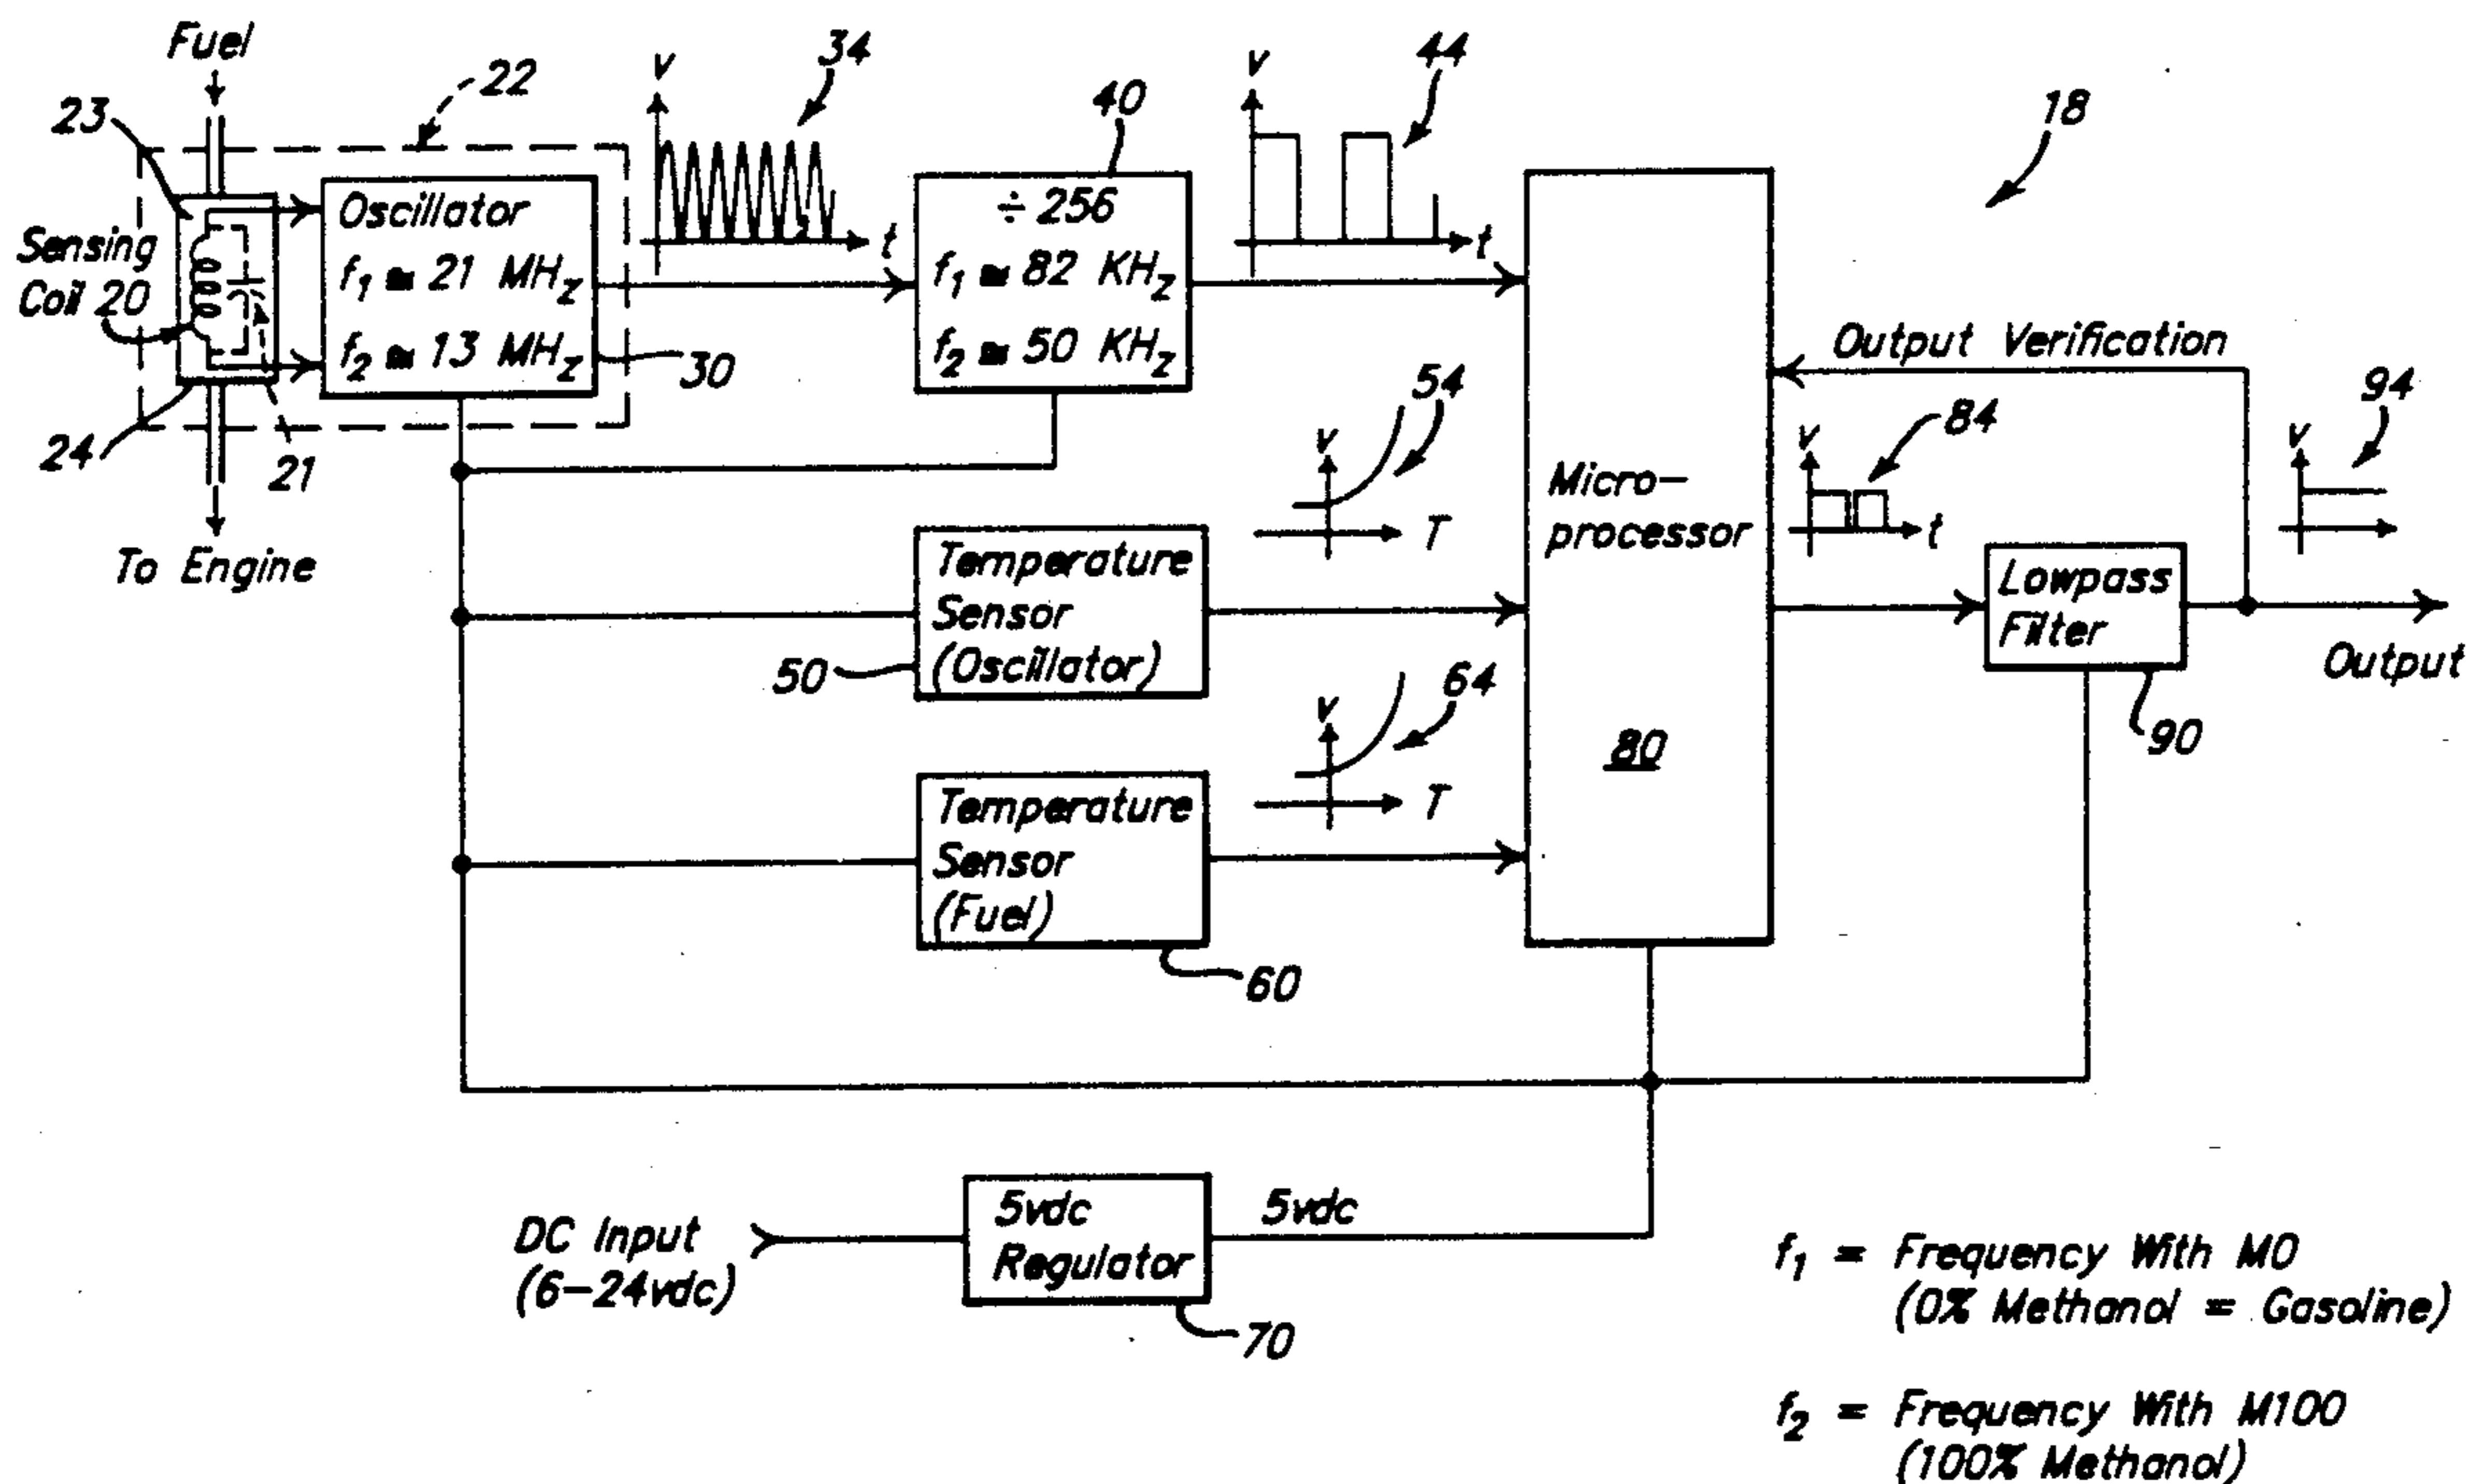 Fuel
23
22
34
v
t
40
44
v
t
18
Sensing
Coil 20
Oscillator
f₁ ≅ 21 MHz
f₂ ≅ 13 MHz
30
÷ 256
f₁ ≅ 82 KHz
f₂ ≅ 50 KHz
24
21
To Engine
54
v
T
Temperature
Sensor
(Oscillator)
50
64
v
T
Temperature
Sensor
(Fuel)
60
Micro-
processor
80
Output Verification
84
v
t
94
v
Lowpass
Filter
90
Output
DC Input
(6-24vdc)
5vdc
Regulator
70
5vdc
f₁ = Frequency With M0
(0% Methanol = Gasoline)
f₂ = Frequency With M100
(100% Methanol)